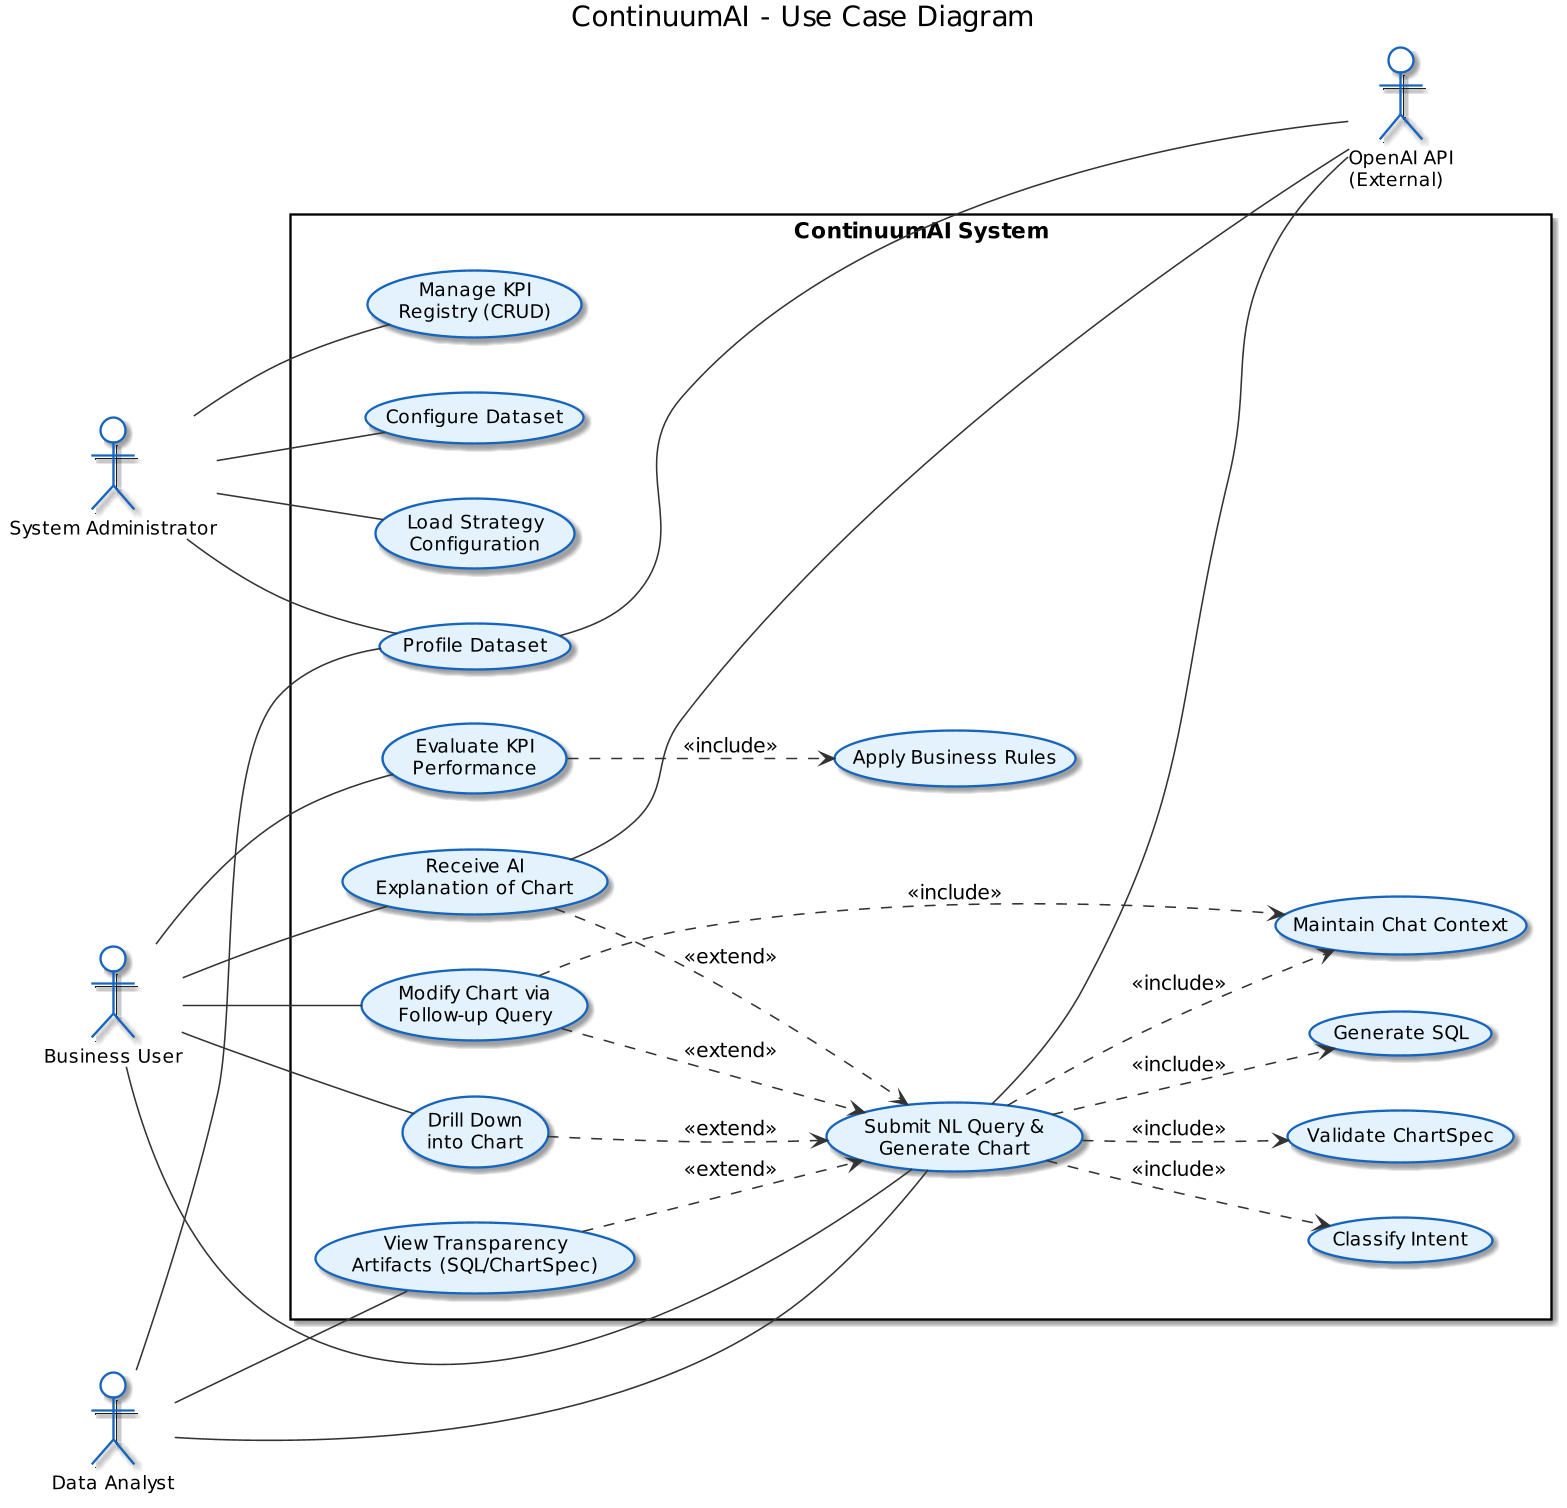 ContinuumAI - Use Case Diagram
OpenAI API
(External)
ContinuumAI System
Manage KPI
Registry (CRUD)
Configure Dataset
Load Strategy
Configuration
System Administrator
Profile Dataset
Evaluate KPI
Performance
«include»
Apply Business Rules
Receive AI
Explanation of Chart
«include»
Maintain Chat Context
«extend»
Modify Chart via
Follow-up Query
«include»
Generate SQL
Business User
«extend»
«include»
Drill Down
into Chart
«extend»
Submit NL Query &
Generate Chart
«include»
Validate ChartSpec
«extend»
«include»
View Transparency
Artifacts (SQL/ChartSpec)
Classify Intent
Data Analyst